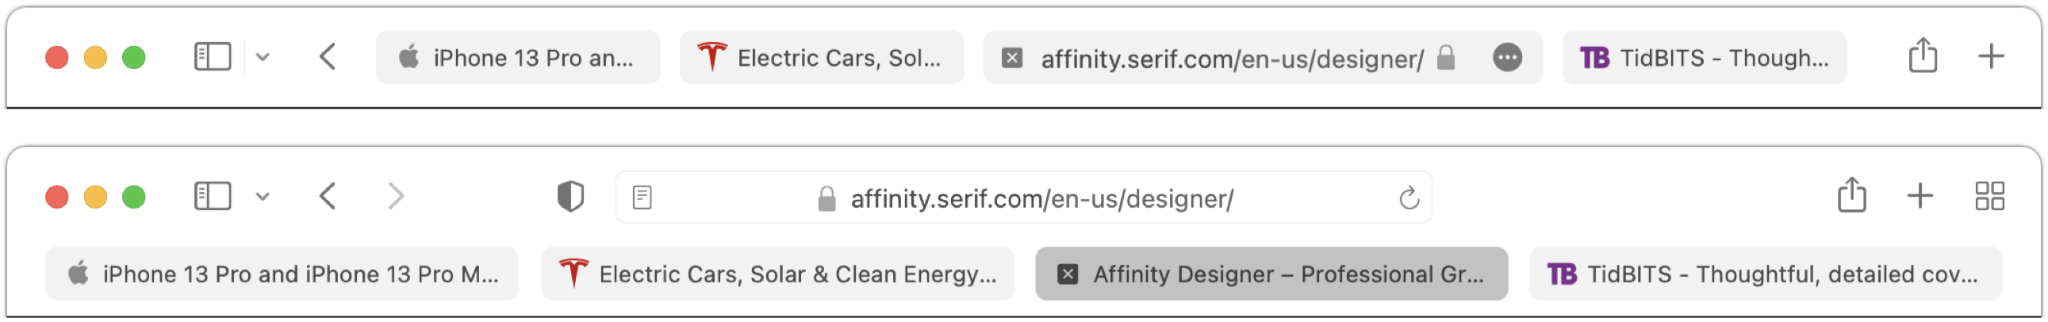 iPhone 13 Pro an... Electric Cars, Sol... affinity.serif.com/en-us/designer/ TB TidBITS - Though...
affinity.serif.com/en-us/designer/
iPhone 13 Pro and iPhone 13 Pro M... Electric Cars, Solar & Clean Energy... Affinity Designer – Professional Gr... TB TidBITS - Thoughtful, detailed cov...